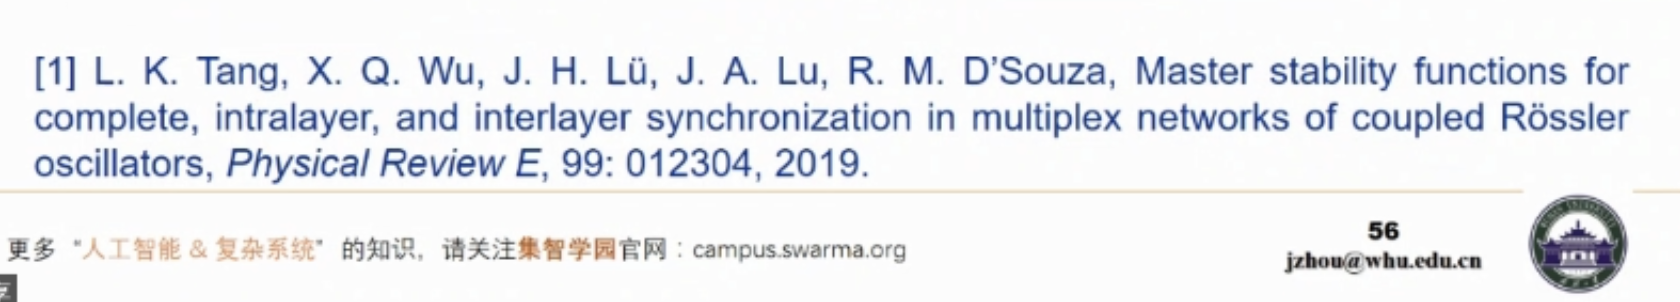 [1] L. K. Tang, X. Q. Wu, J. H. Lü, J. A. Lu, R. M. D’Souza, Master stability functions for
complete, intralayer, and interlayer synchronization in multiplex networks of coupled Rössler
oscillators, Physical Review E, 99: 012304, 2019.
更多“人工智能 & 复杂系统”的知识，请关注集智学园官网：campus.swarma.org
56
jzhou@whu.edu.cn